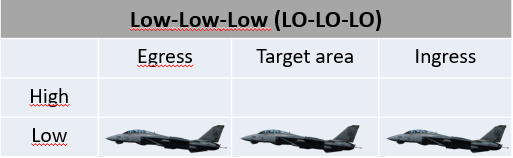 Low-Low-Low (LO-LO-LO)
Egress Target area Ingress
High
Low